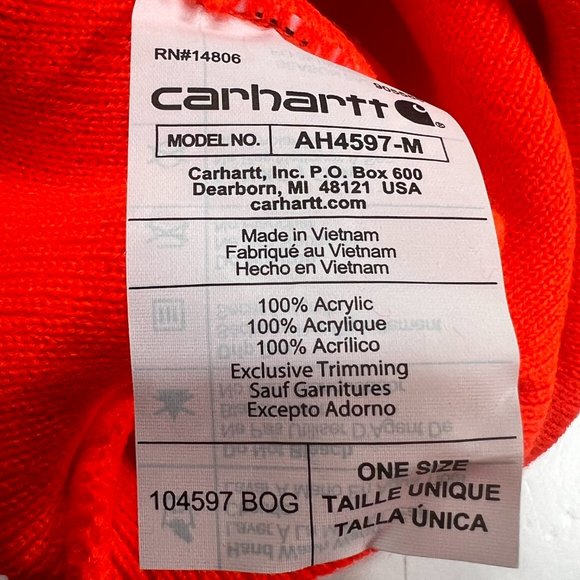 RN#14806
carhartt
MODEL NO. AH4597-M
Carhartt, Inc. P.O. Box 600
Dearborn, MI 48121 USA
carhartt.com
Made in Vietnam
Fabriqué au Vietnam
Hecho en Vietnam
100% Acrylic
100% Acrylique
100% Acrílico
Exclusive Trimming
Sauf Garnitures
Excepto Adorno
104597 BOG
ONE SIZE
TAILLE UNIQUE
TALLA ÚNICA